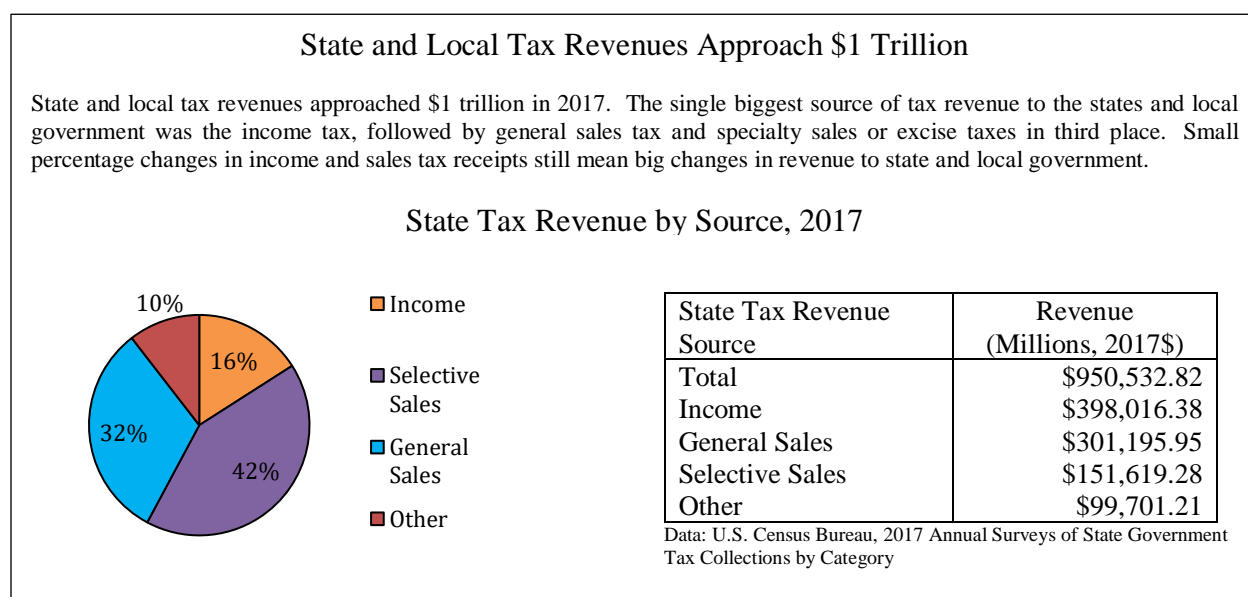 State and Local Tax Revenues Approach $1 Trillion
State and local tax revenues approached $1 trillion in 2017. The single biggest source of tax revenue to the states and local
government was the income tax, followed by general sales tax and specialty sales or excise taxes in third place. Small
percentage changes in income and sales tax receipts still mean big changes in revenue to state and local government.
State Tax Revenue by Source, 2017
10%
16%
32%
42%
Income
Selective
Sales
General
Sales
Other
State Tax Revenue Revenue
Source (Millions, 2017$)
Total $950,532.82
Income $398,016.38
General Sales $301,195.95
Selective Sales $151,619.28
Other $99,701.21
Data: U.S. Census Bureau, 2017 Annual Surveys of State Government
Tax Collections by Category